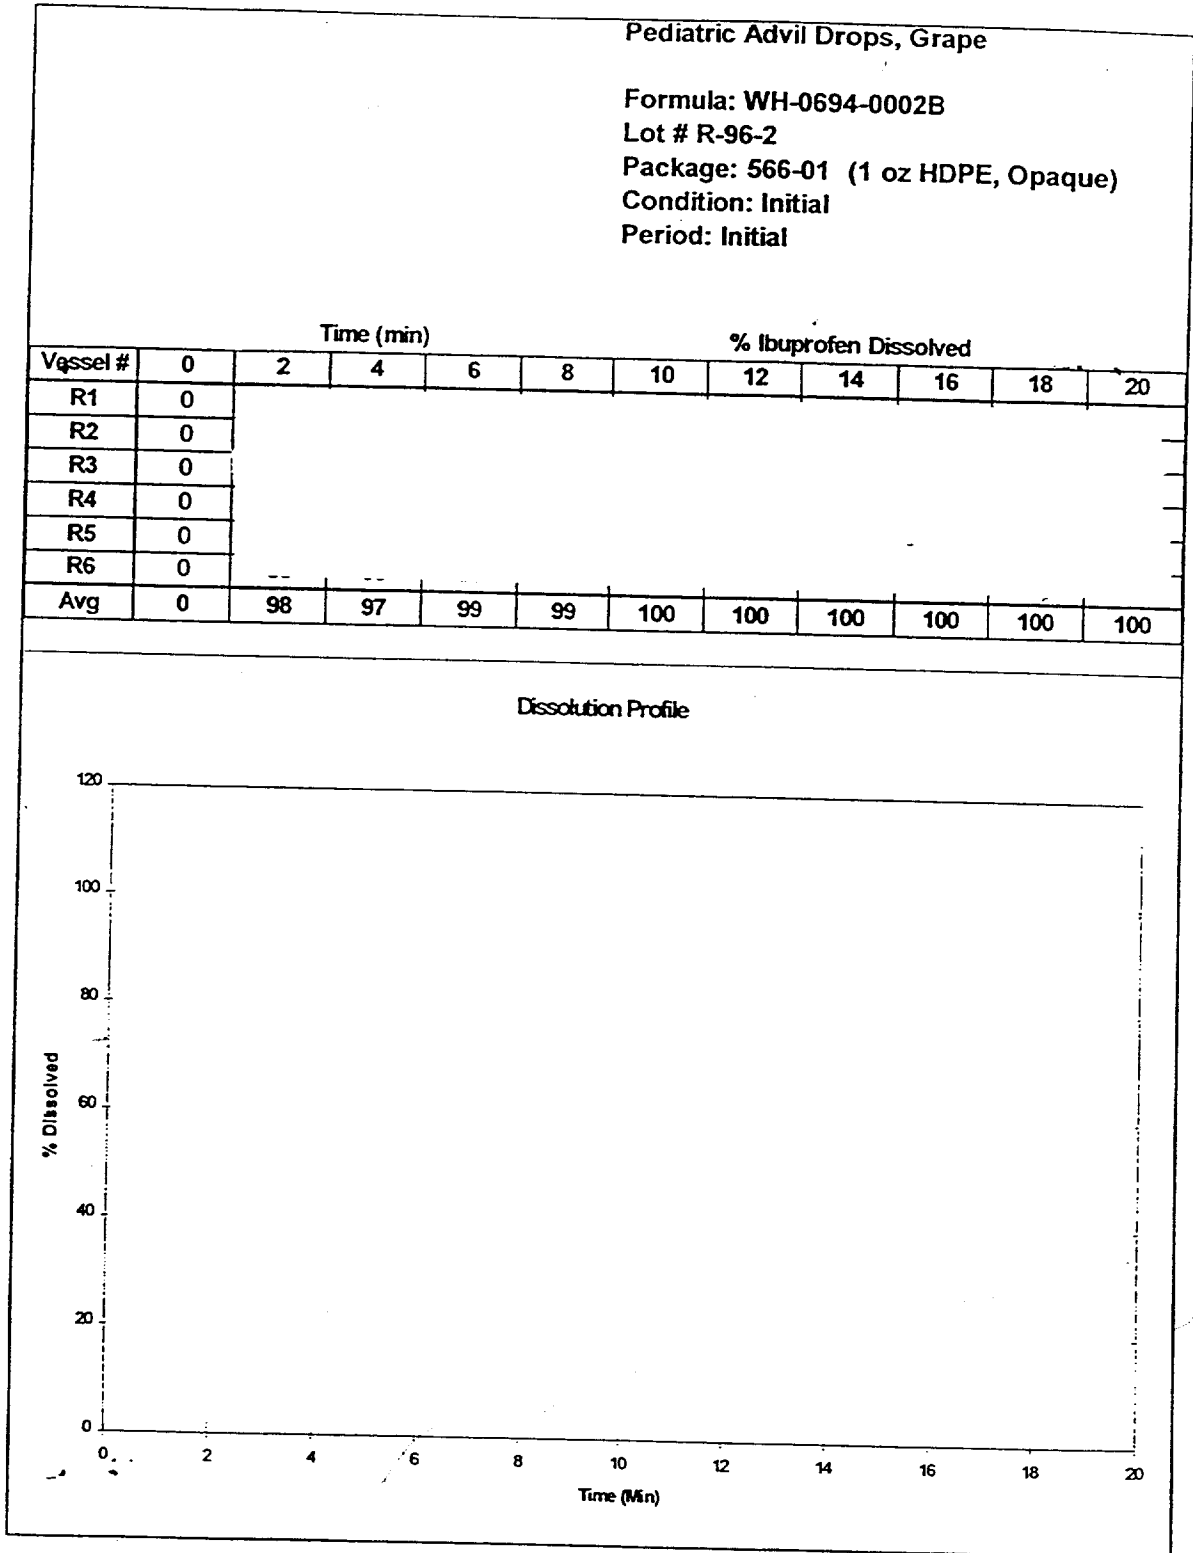 Pediatric Advil Drops, Grape
Formula: WH-0694-0002B
Lot # R-96-2
Package: 566-01 (1 oz HDPE, Opaque)
Condition: Initial
Period: Initial
Time (min) % Ibuprofen Dissolved
Vessel # 0 2 4 6 8 10 12 14 16 18 20
R1 0
R2 0
R3 0
R4 0
R5 0
R6 0
Avg 0 98 97 99 99 100 100 100 100 100 100
Dissolution Profile
120
100
80
60
40
20
0
% Dissolved
0 2 4 6 8 10 12 14 16 18 20
Time (Min)